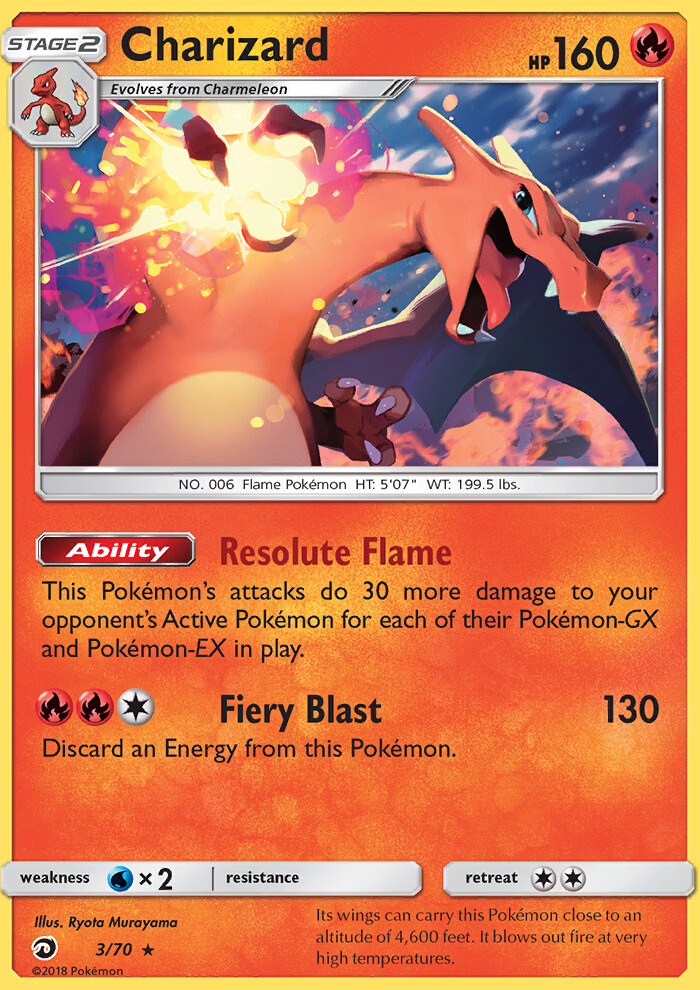 STAGE 2
Charizard
HP 160
Evolves from Charmeleon
NO. 006 Flame Pokémon HT: 5'07" WT: 199.5 lbs.
Ability Resolute Flame
This Pokémon's attacks do 30 more damage to your
opponent's Active Pokémon for each of their Pokémon-GX
and Pokémon-EX in play.
Fiery Blast 130
Discard an Energy from this Pokémon.
weakness ×2 resistance retreat
Illus. Ryota Murayama
3/70 ★
©2018 Pokémon
Its wings can carry this Pokémon close to an
altitude of 4,600 feet. It blows out fire at very
high temperatures.